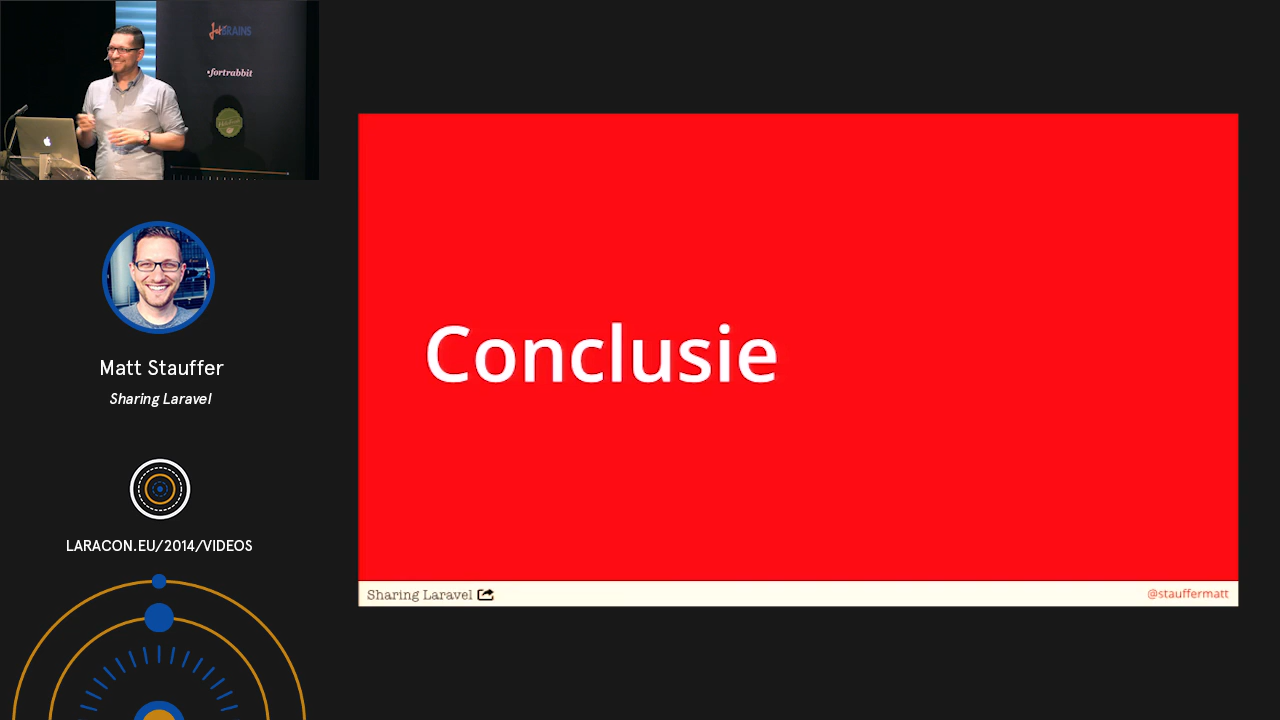 JetBRAINS
fortrabbit
Matt Stauffer
Sharing Laravel
LARACON.EU/2014/VIDEOS
Conclusie
Sharing Laravel
@stauffermatt